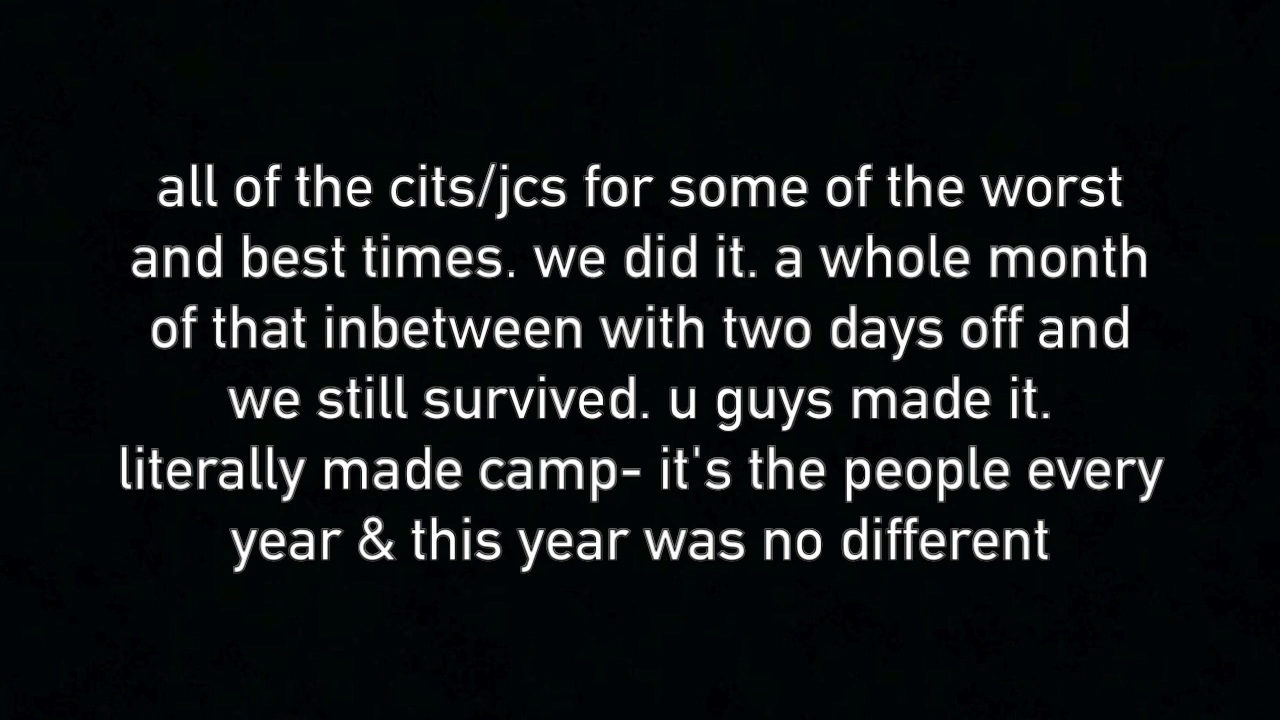 all of the cits/jcs for some of the worst
and best times. we did it. a whole month
of that inbetween with two days off and
we still survived. u guys made it.
literally made camp- it's the people every
year & this year was no different